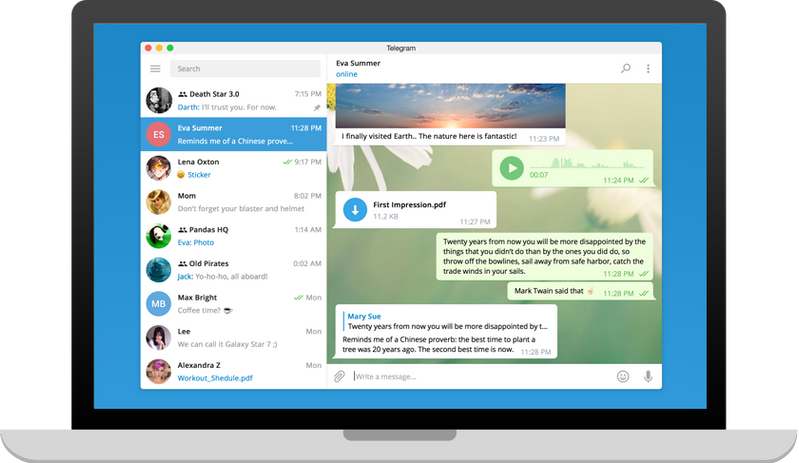 Telegram
Search
Death Star 3.0 7:15 PM
Darth: I'll trust you. For now.
ES
Eva Summer 11:28 PM
Reminds me of a Chinese prove...
Lena Oxton 9:17 PM
Sticker
Mom 8:02 PM
Don't forget your blaster and helmet
Pandas HQ 1:14 AM
Eva: Photo
Old Pirates 0:02 AM
Jack: Yo-ho-ho, all aboard!
MB
Max Bright Mon
Coffee time?
Lee Mon
We can call it Galaxy Star 7 ;)
Alexandra Z Mon
Workout_Shedule.pdf
Eva Summer
online
I finally visited Earth.. The nature here is fantastic! 11:23 PM
00:07 11:24 PM
First Impression.pdf
11.2 KB
11:27 PM
Twenty years from now you will be more disappointed by the
things that you didn't do than by the ones you did do, so
throw off the bowlines, sail away from safe harbor, catch the
trade winds in your sails.
11:28 PM
Mark Twain said that 11:28 PM
Mary Sue
Twenty years from now you will be more disappointed by t...
Reminds me of a Chinese proverb: the best time to plant a
tree was 20 years ago. The second best time is now. 11:28 PM
Write a message...